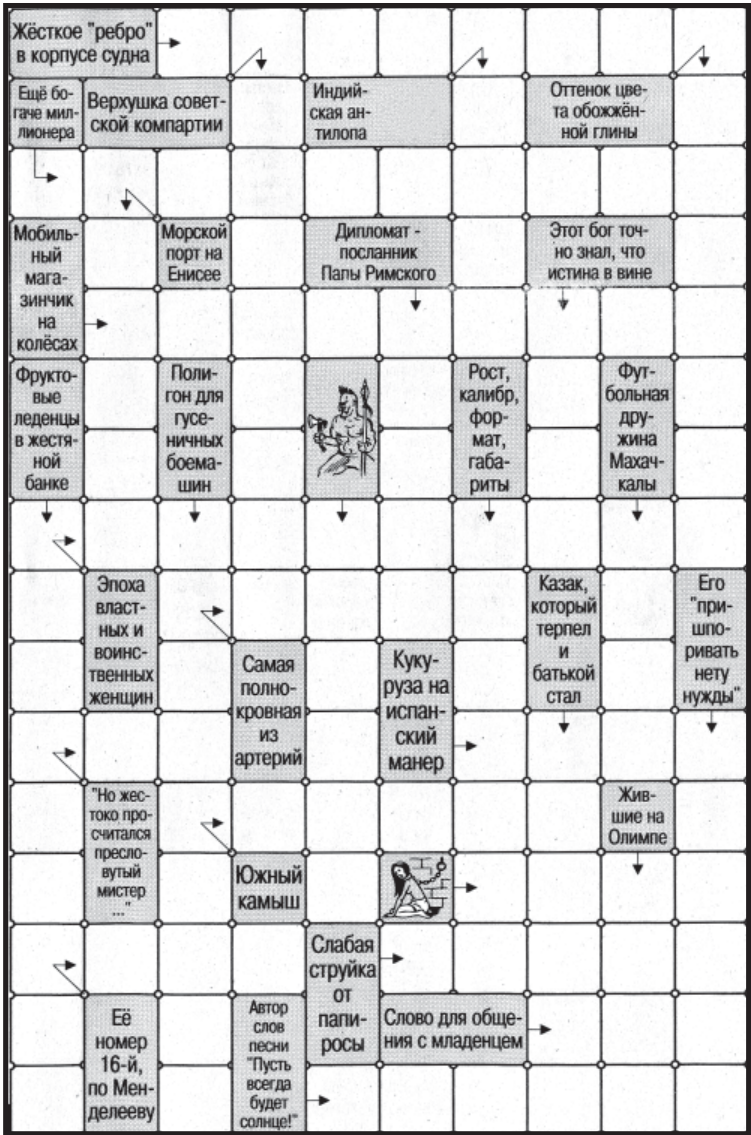 Жёсткое "ребро"
в корпусе судна
Ещё бо-
гаче мил-
лионера
Верхушка совет-
ской компартии
Индий-
ская ан-
тилопа
Оттенок цве-
та обожжён-
ной глины
Мобиль-
ный
мага-
зинчик
на
колёсах
Морской
порт на
Енисее
Дипломат -
посланник
Папы Римского
Этот бог точ-
но знал, что
истина в вине
Фрукто-
вые
леденцы
в жестя-
ной
банке
Поли-
гон для
гусе-
ничных
боема-
шин
Рост,
калибр,
фор-
мат,
габа-
риты
Фут-
больная
дру-
жина
Махач-
калы
Эпоха
власт-
ных и
воинс-
твенных
женщин
Казак,
который
терпел
и
батькой
стал
Его
"при-
шпо-
ривать
нету
нужды"
Самая
полно-
кровная
из
артерий
Куку-
руза на
испан-
ский
манер
"Но жес-
токо про-
считался
пресло-
вутый
мистер
..."
Жив-
шие на
Олимпе
Южный
камыш
Слабая
струйка
от
папи-
росы
Её
номер
16-й,
по Мен-
делееву
Автор
слов
песни
"Пусть
всегда
будет
солнце!"
Слово для обще-
ния с младенцем